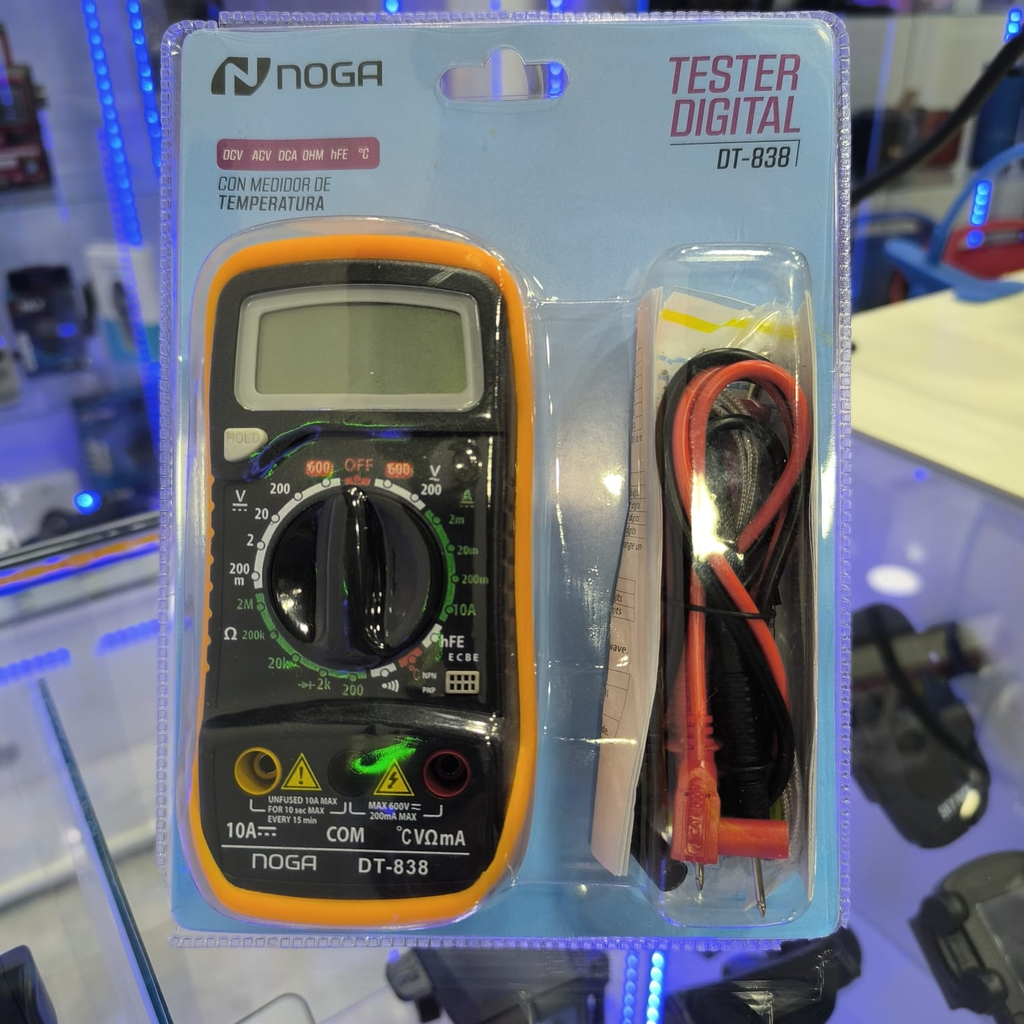 NOGA
TESTER
DIGITAL
DT-838
DCV ACV DCA OHM hFE °C
CON MEDIDOR DE
TEMPERATURA
HOLD
600 OFF 600
V 200 200 V
20 2m A
2 20m
200 m 200m
2M 10A
Ω 200k hFE
20k E C B E
2k 200 °C NPN
PNP
UNFUSED 10A MAX
FOR 10 sec MAX
EVERY 15 min
MAX 600V
200mA MAX
10A COM °CVΩmA
NOGA DT-838